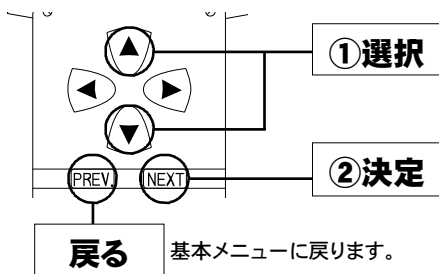 ①選択
②決定
PREV.
NEXT
戻る
基本メニューに戻ります。